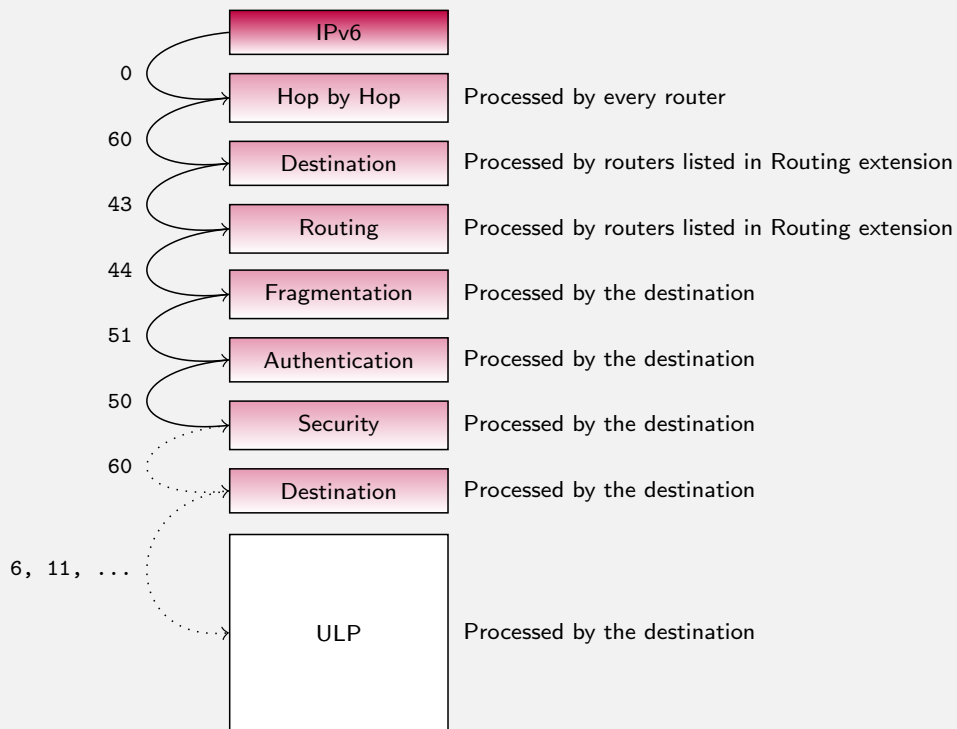 IPv6
0
Hop by Hop Processed by every router
60
Destination Processed by routers listed in Routing extension
43
Routing Processed by routers listed in Routing extension
44
Fragmentation Processed by the destination
51
Authentication Processed by the destination
50
Security Processed by the destination
60
Destination Processed by the destination
6, 11, ...
ULP Processed by the destination